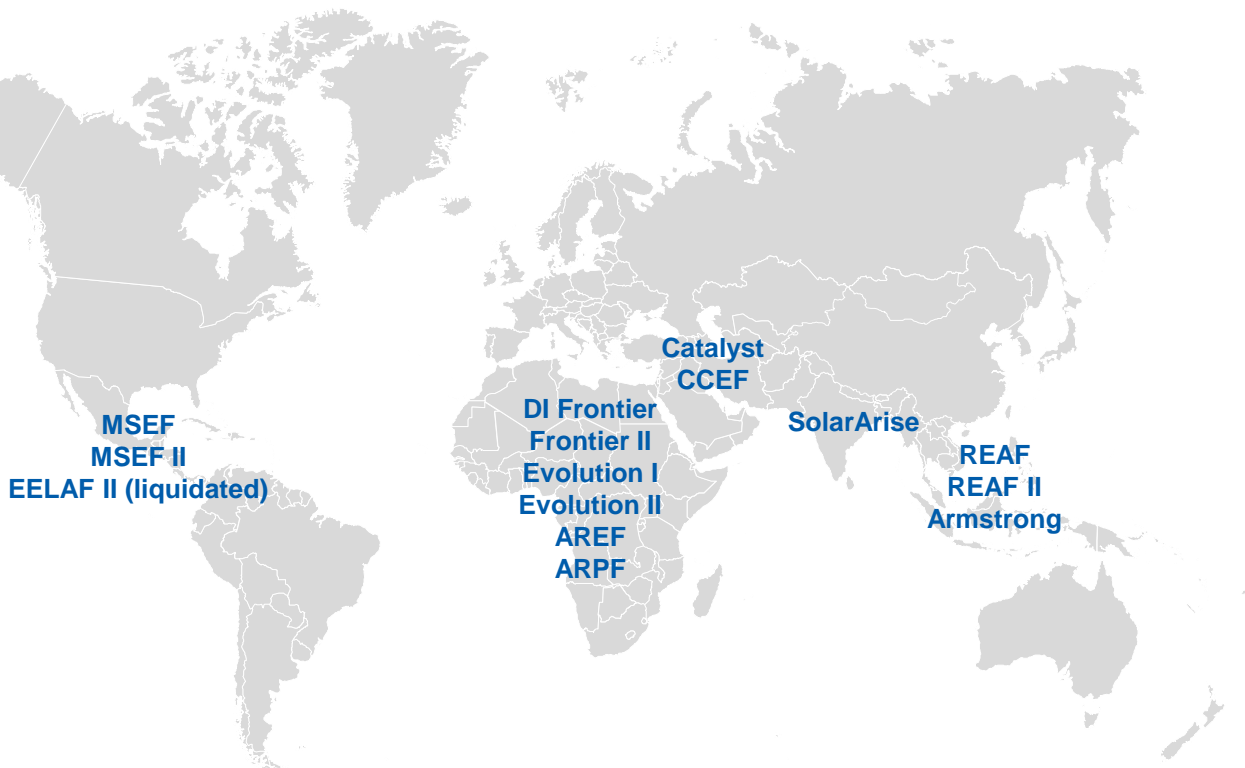 MSEF
MSEF II
EELAF II (liquidated)
DI Frontier
Frontier II
Evolution I
Evolution II
AREF
ARPF
Catalyst
CCEF
SolarArise
REAF
REAF II
Armstrong